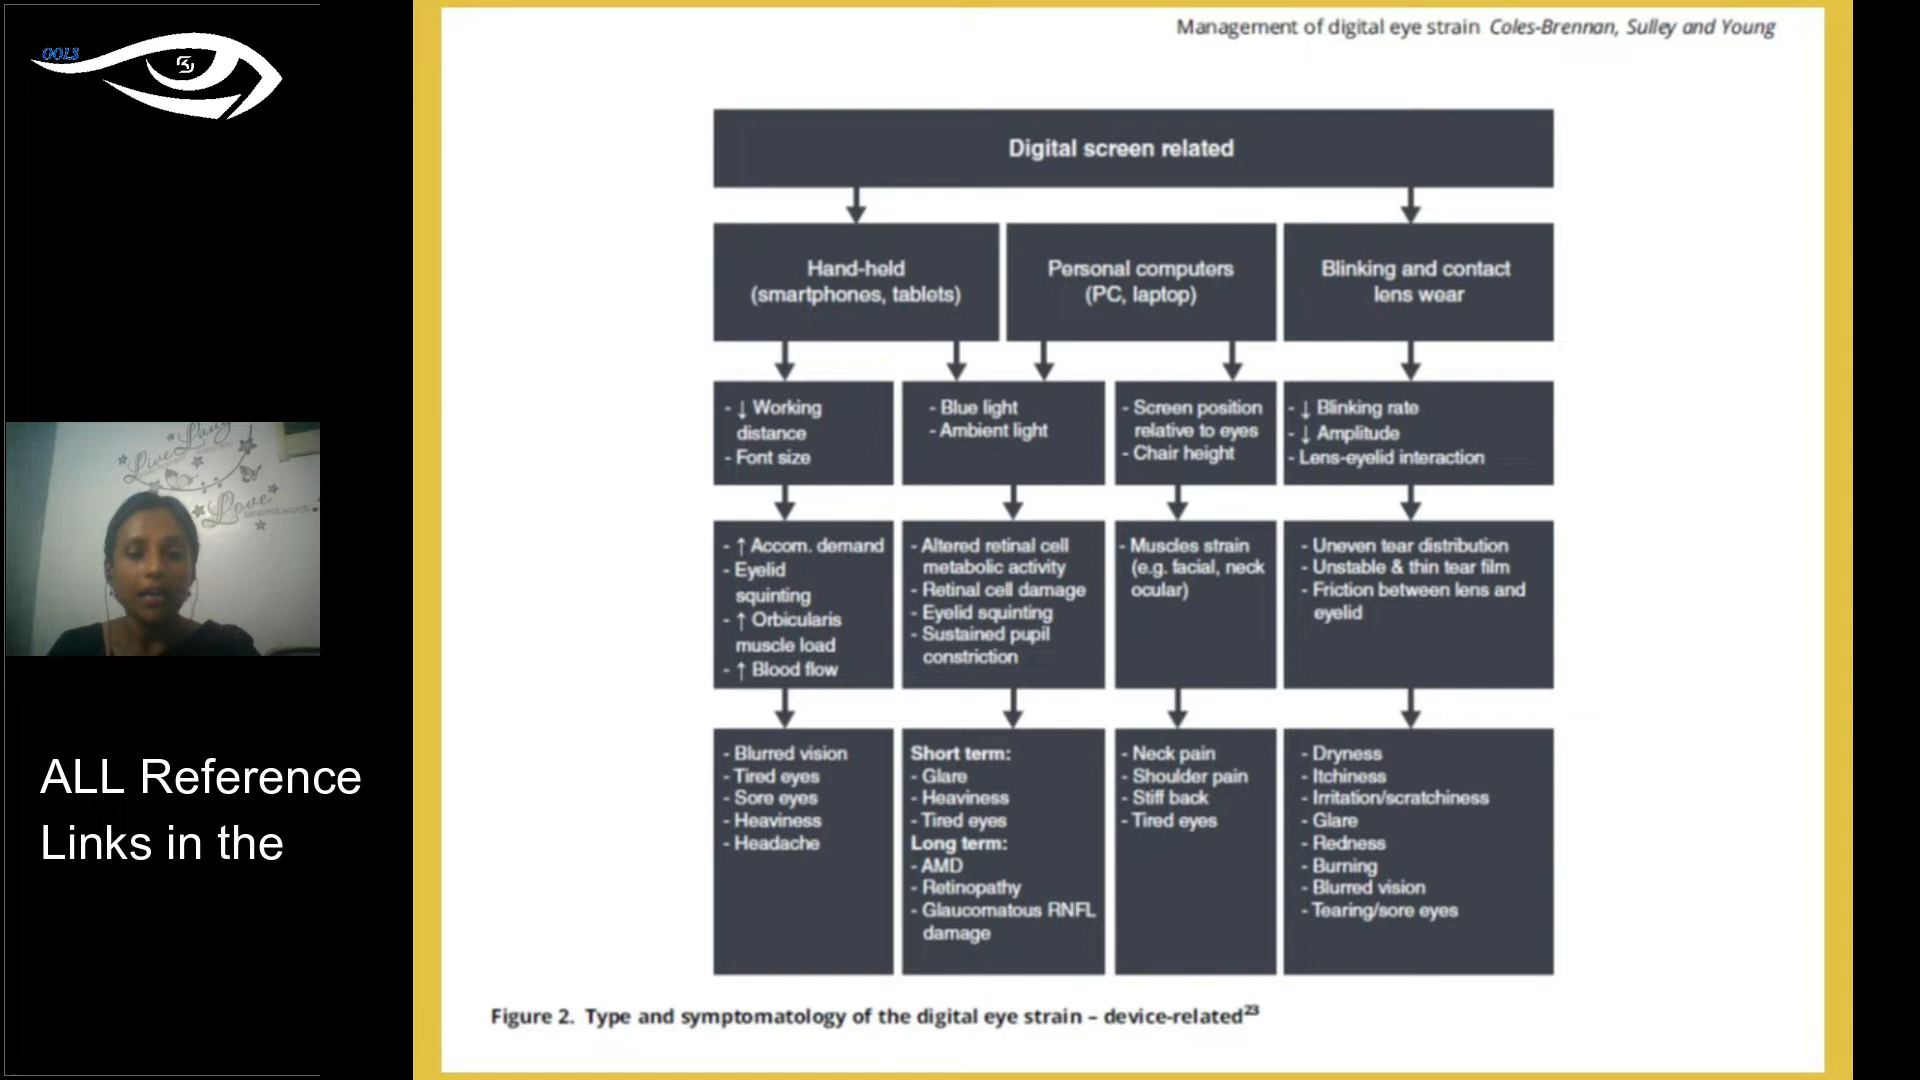 OOLS
Management of digital eye strain Coles-Brennan, Sulley and Young
Digital screen related
Hand-held
(smartphones, tablets)
Personal computers
(PC, laptop)
Blinking and contact
lens wear
- ↓ Working
distance
- Font size
- Blue light
- Ambient light
- Screen position
relative to eyes
- Chair height
- ↓ Blinking rate
- ↓ Amplitude
- Lens-eyelid interaction
- ↑ Accom. demand
- Eyelid
squinting
- ↑ Orbicularis
muscle load
- ↑ Blood flow
- Altered retinal cell
metabolic activity
- Retinal cell damage
- Eyelid squinting
- Sustained pupil
constriction
- Muscles strain
(e.g. facial, neck
ocular)
- Uneven tear distribution
- Unstable & thin tear film
- Friction between lens and
eyelid
- Blurred vision
- Tired eyes
- Sore eyes
- Heaviness
- Headache
Short term:
- Glare
- Heaviness
- Tired eyes
Long term:
- AMD
- Retinopathy
- Glaucomatous RNFL
damage
- Neck pain
- Shoulder pain
- Stiff back
- Tired eyes
- Dryness
- Itchiness
- Irritation/scratchiness
- Glare
- Redness
- Burning
- Blurred vision
- Tearing/sore eyes
Figure 2. Type and symptomatology of the digital eye strain – device-related23
Live
Laugh
Love
beyond words
ALL Reference
Links in the